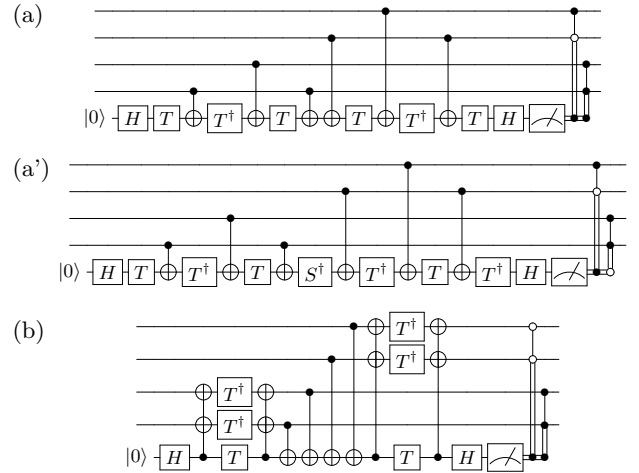 (a)
|0⟩ H T T† T T T† T H
(a')
|0⟩ H T T† T S† T† T T† H
(b)
T†
T†
T†
T†
|0⟩ H T T H